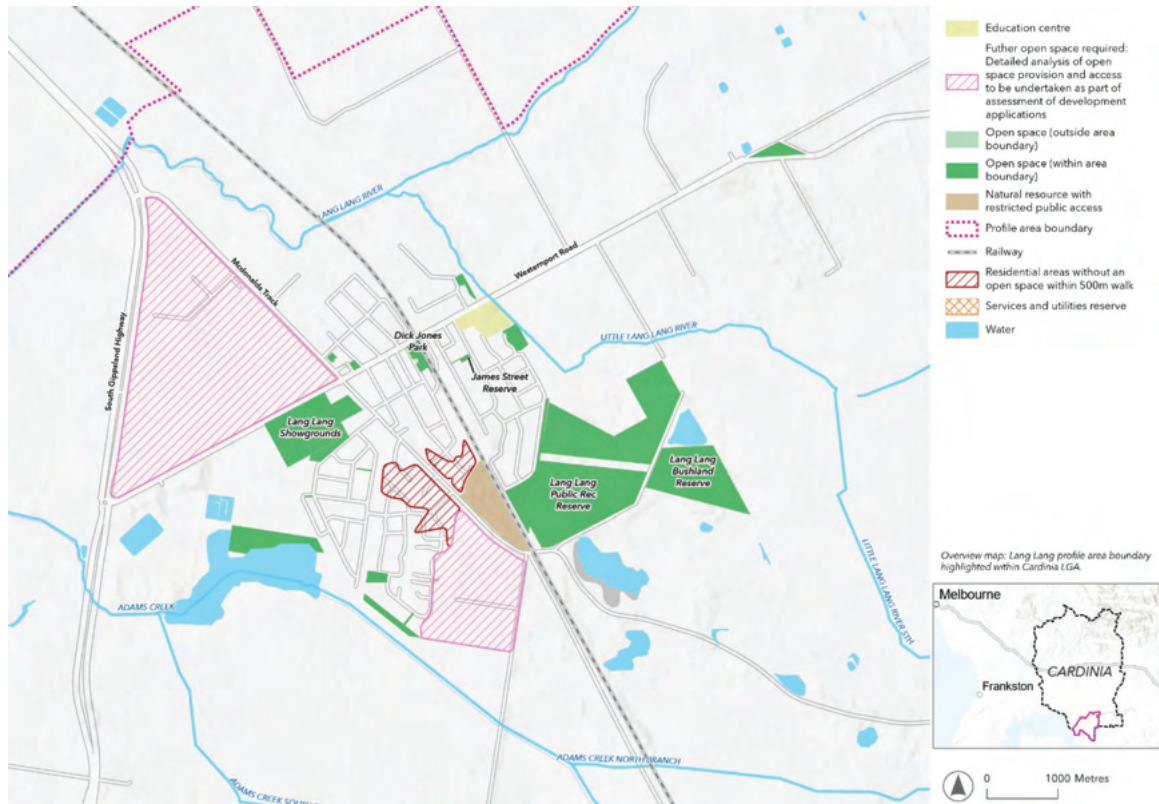 LANG LANG RIVER
Westernport Road
Mcdonalds Track
South Gippsland Highway
Dick Jones
Park
James Street
Reserve
LITTLE LANG LANG RIVER
Lang Lang
Showgrounds
Lang Lang
Public Rec
Reserve
Lang Lang
Bushland
Reserve
LITTLE LANG LANG RIVER STH
ADAMS CREEK
ADAMS CREEK NORTH BRANCH
Education centre
Futher open space required:
Detailed analysis of open
space provision and access
to be undertaken as part of
assessment of development
applications
Open space (outside area
boundary)
Open space (within area
boundary)
Natural resource with
restricted public access
Profile area boundary
Railway
Residential areas without an
open space within 500m walk
Services and utilities reserve
Water
Overview map: Lang Lang profile area boundary
highlighted within Cardinia LGA.
Melbourne
CARDINIA
Frankston
0 1000 Metres